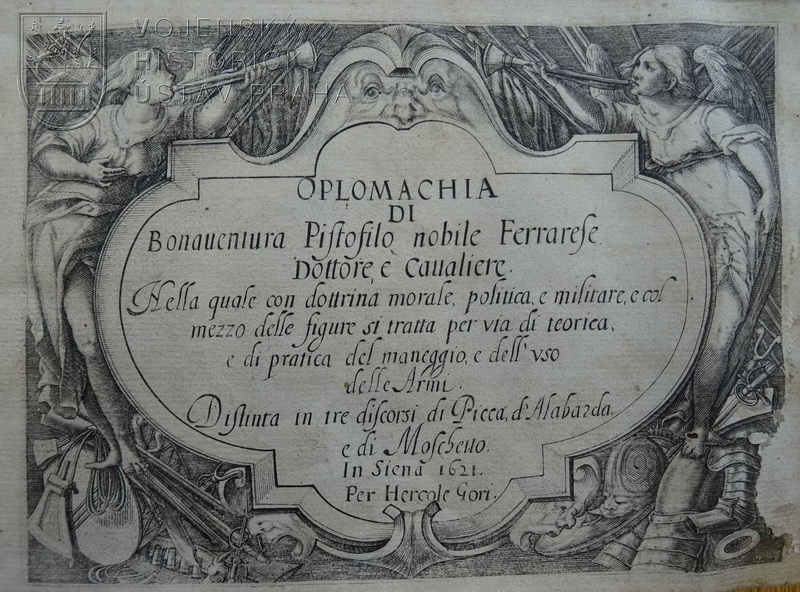 VOJENSKÝ
HISTORICKÝ
ÚSTAV PRAHA
OPLOMACHIA
DI
Bonauentura Pistofilo nobile Ferrarese.
Dottore, e Caualiere.
Nella quale con dottrina morale, politica, e militare, e col
mezzo delle figure si tratta per via di teorica,
e di pratica del maneggio, e dell'vso
delle Armi.
Distinta in tre discorsi di Picca, d'Alabarda,
e di Moschetto.
In Siena 1621.
Per Hercole Gori.